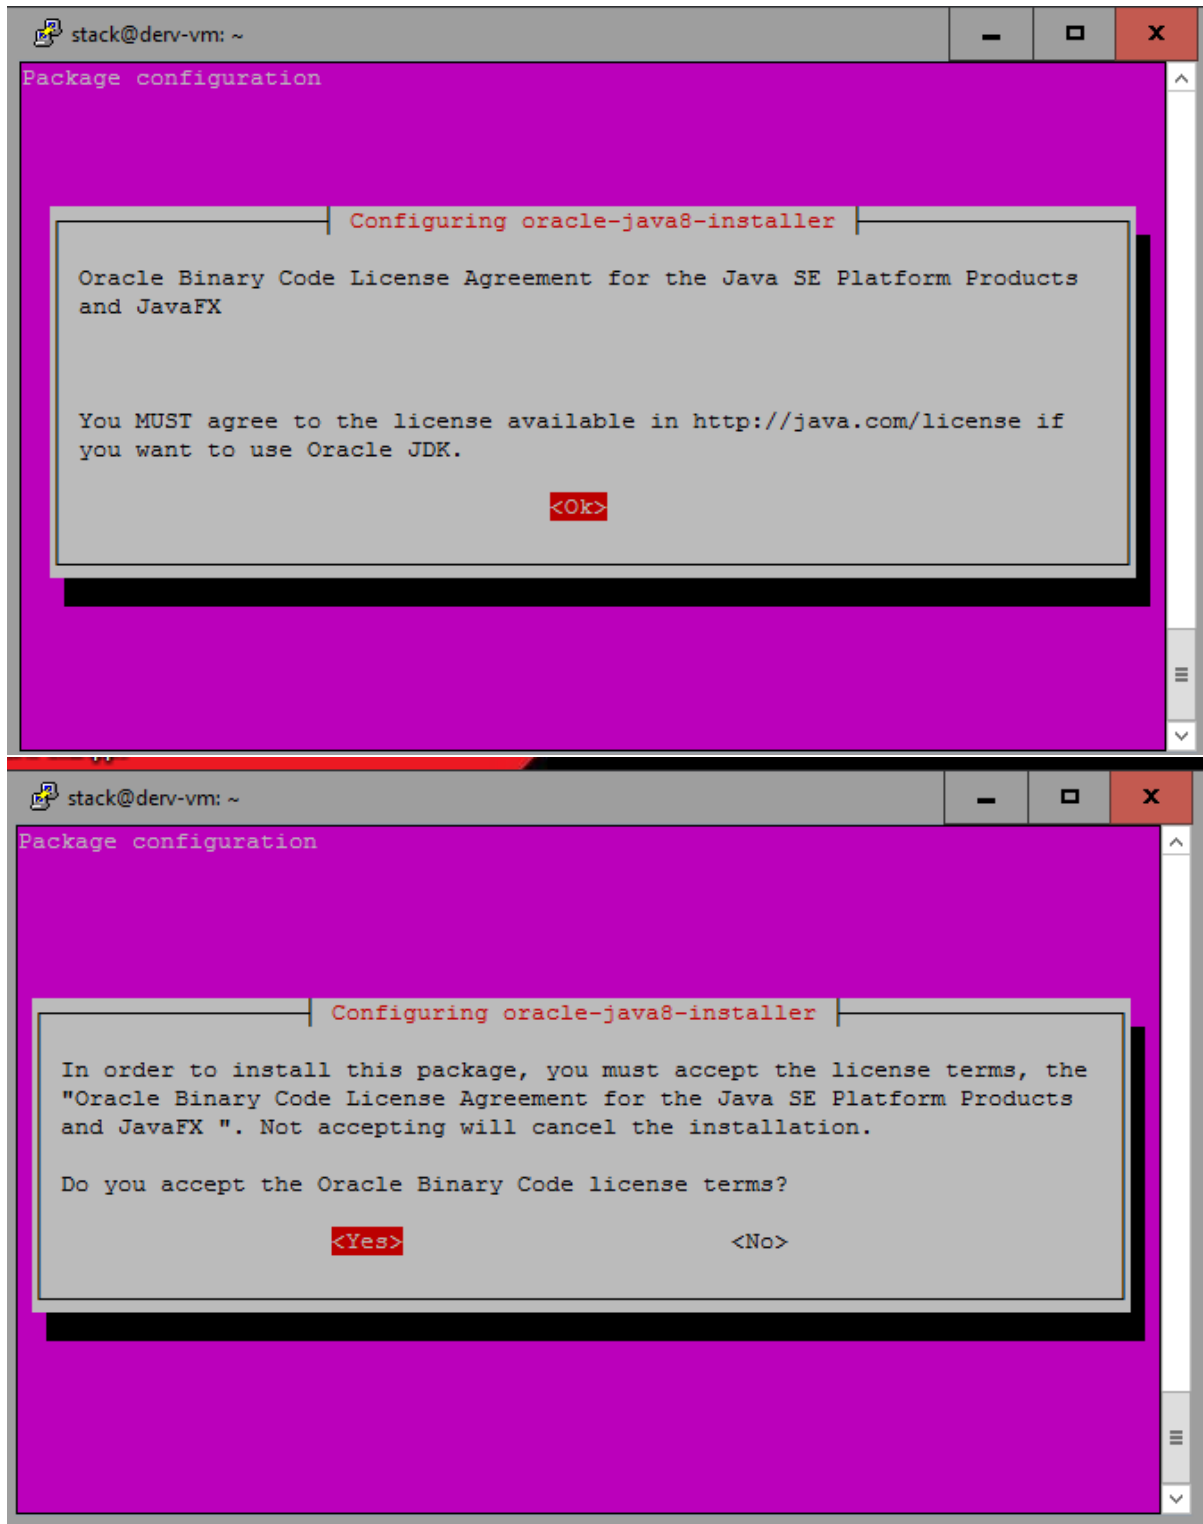 stack@derv-vm: ~
Package configuration
Configuring oracle-java8-installer
Oracle Binary Code License Agreement for the Java SE Platform Products
and JavaFX
You MUST agree to the license available in http://java.com/license if
you want to use Oracle JDK.
<Ok>
stack@derv-vm: ~
Package configuration
Configuring oracle-java8-installer
In order to install this package, you must accept the license terms, the
"Oracle Binary Code License Agreement for the Java SE Platform Products
and JavaFX ". Not accepting will cancel the installation.
Do you accept the Oracle Binary Code license terms?
<Yes> <No>